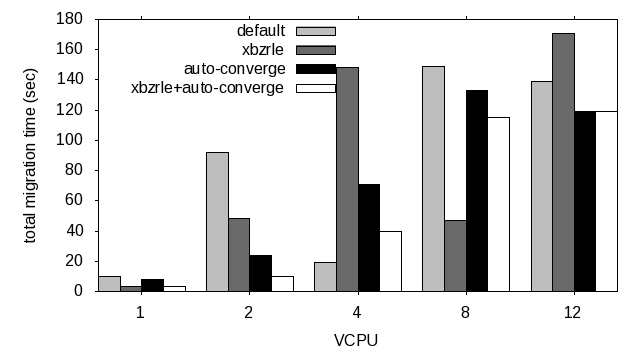 180
160
140
120
100
80
60
40
20
0
total migration time (sec)
default
xbzrle
auto-converge
xbzrle+auto-converge
1 2 4 8 12
VCPU